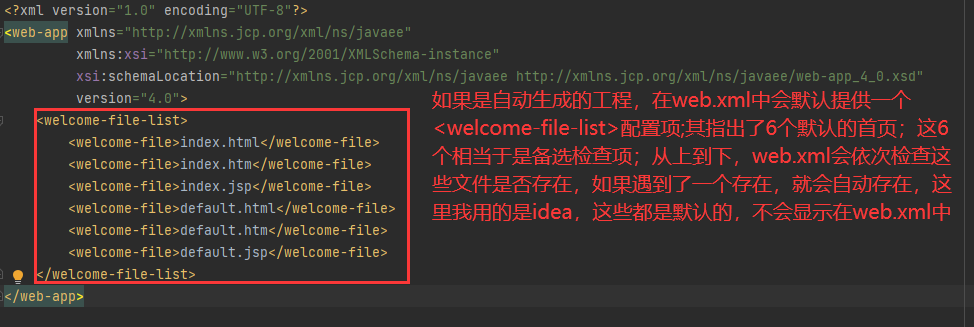 <?xml version="1.0" encoding="UTF-8"?>
<web-app xmlns="http://xmlns.jcp.org/xml/ns/javaee"
xmlns:xsi="http://www.w3.org/2001/XMLSchema-instance"
xsi:schemaLocation="http://xmlns.jcp.org/xml/ns/javaee http://xmlns.jcp.org/xml/ns/javaee/web-app_4_0.xsd"
version="4.0">
<welcome-file-list>
<welcome-file>index.html</welcome-file>
<welcome-file>index.htm</welcome-file>
<welcome-file>index.jsp</welcome-file>
<welcome-file>default.html</welcome-file>
<welcome-file>default.htm</welcome-file>
<welcome-file>default.jsp</welcome-file>
</welcome-file-list>
</web-app>
如果是自动生成的工程，在web.xml中会默认提供一个
<welcome-file-list>配置项;其指出了6个默认的首页；这6
个相当于是备选检查项；从上到下，web.xml会依次检查这
些文件是否存在，如果遇到了一个存在，就会自动存在，这
里我用的是idea，这些都是默认的，不会显示在web.xml中